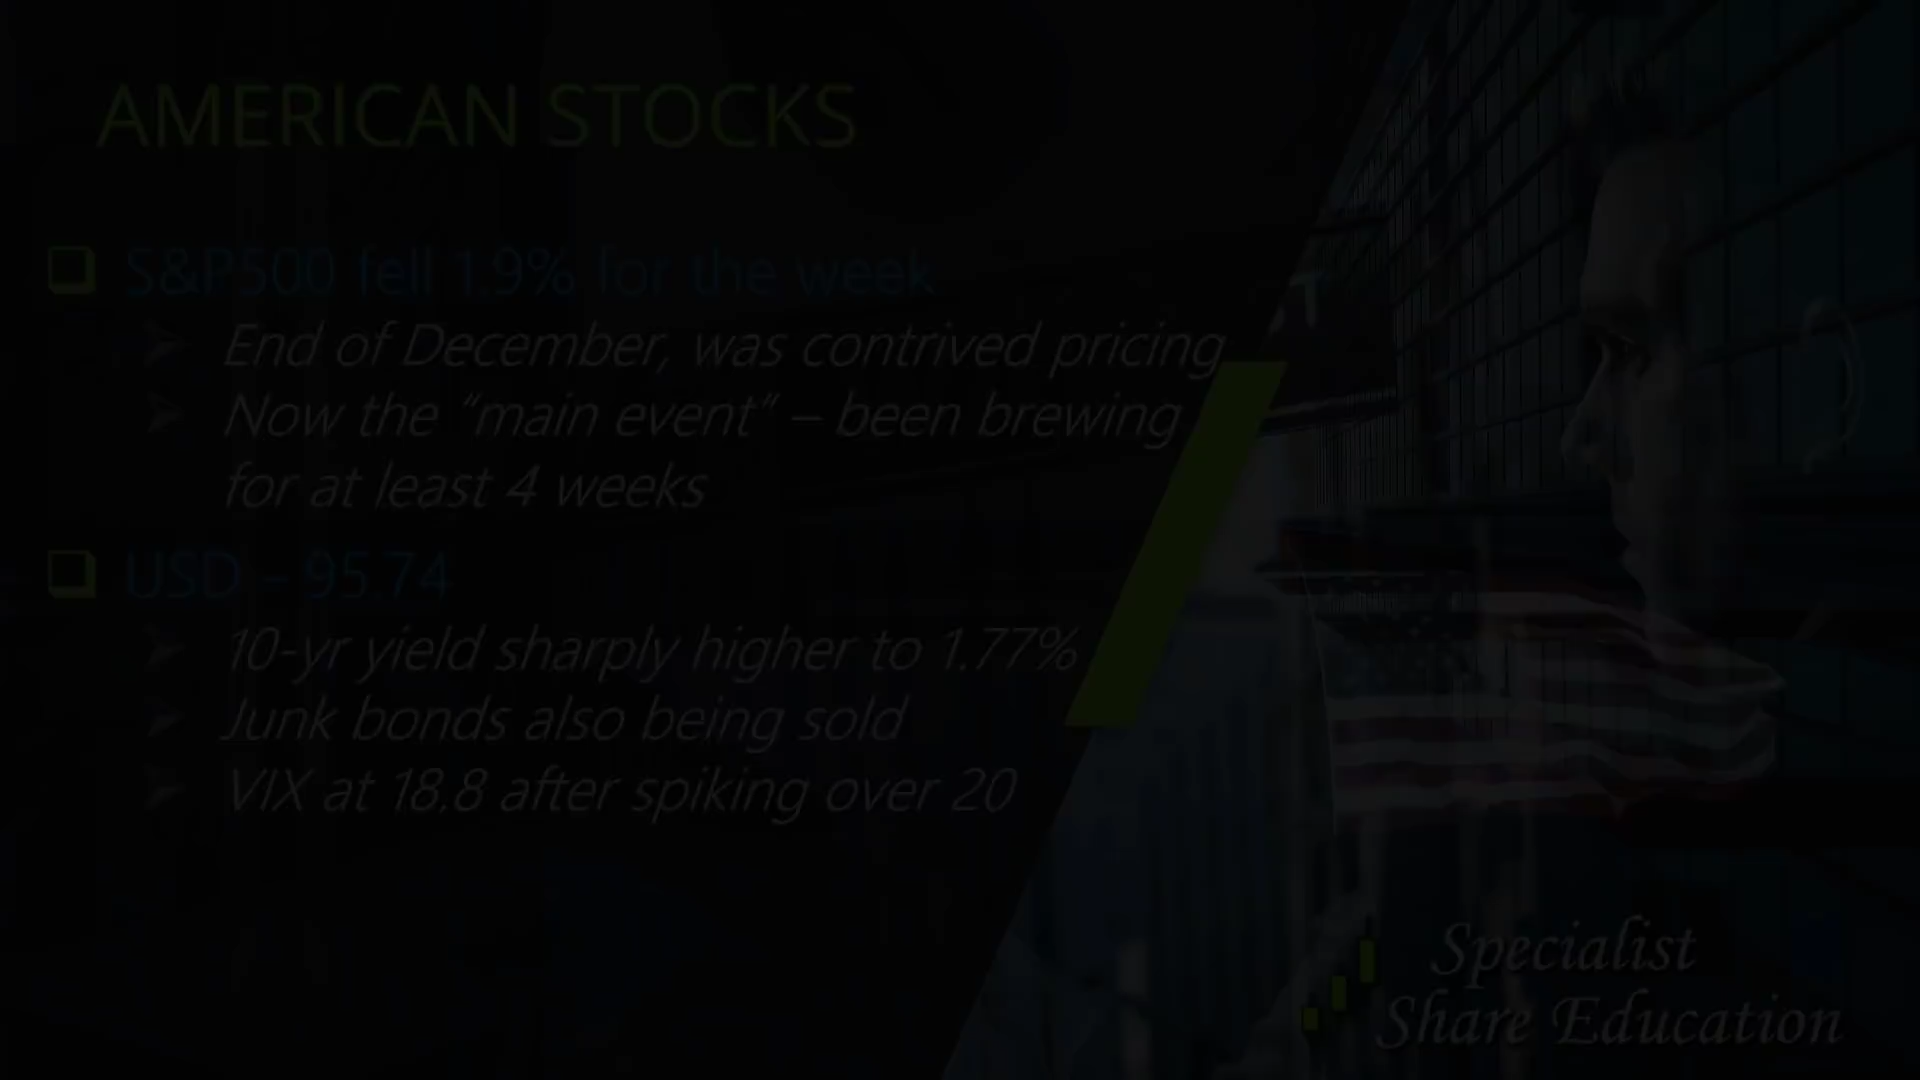 AMERICAN STOCKS
S&P500 fell 1.9% for the week
End of December, was contrived pricing
Now the “main event” – been brewing
for at least 4 weeks
USD – 95.74
10-yr yield sharply higher to 1.77%
Junk bonds also being sold
VIX at 18.8 after spiking over 20
Specialist
Share Education